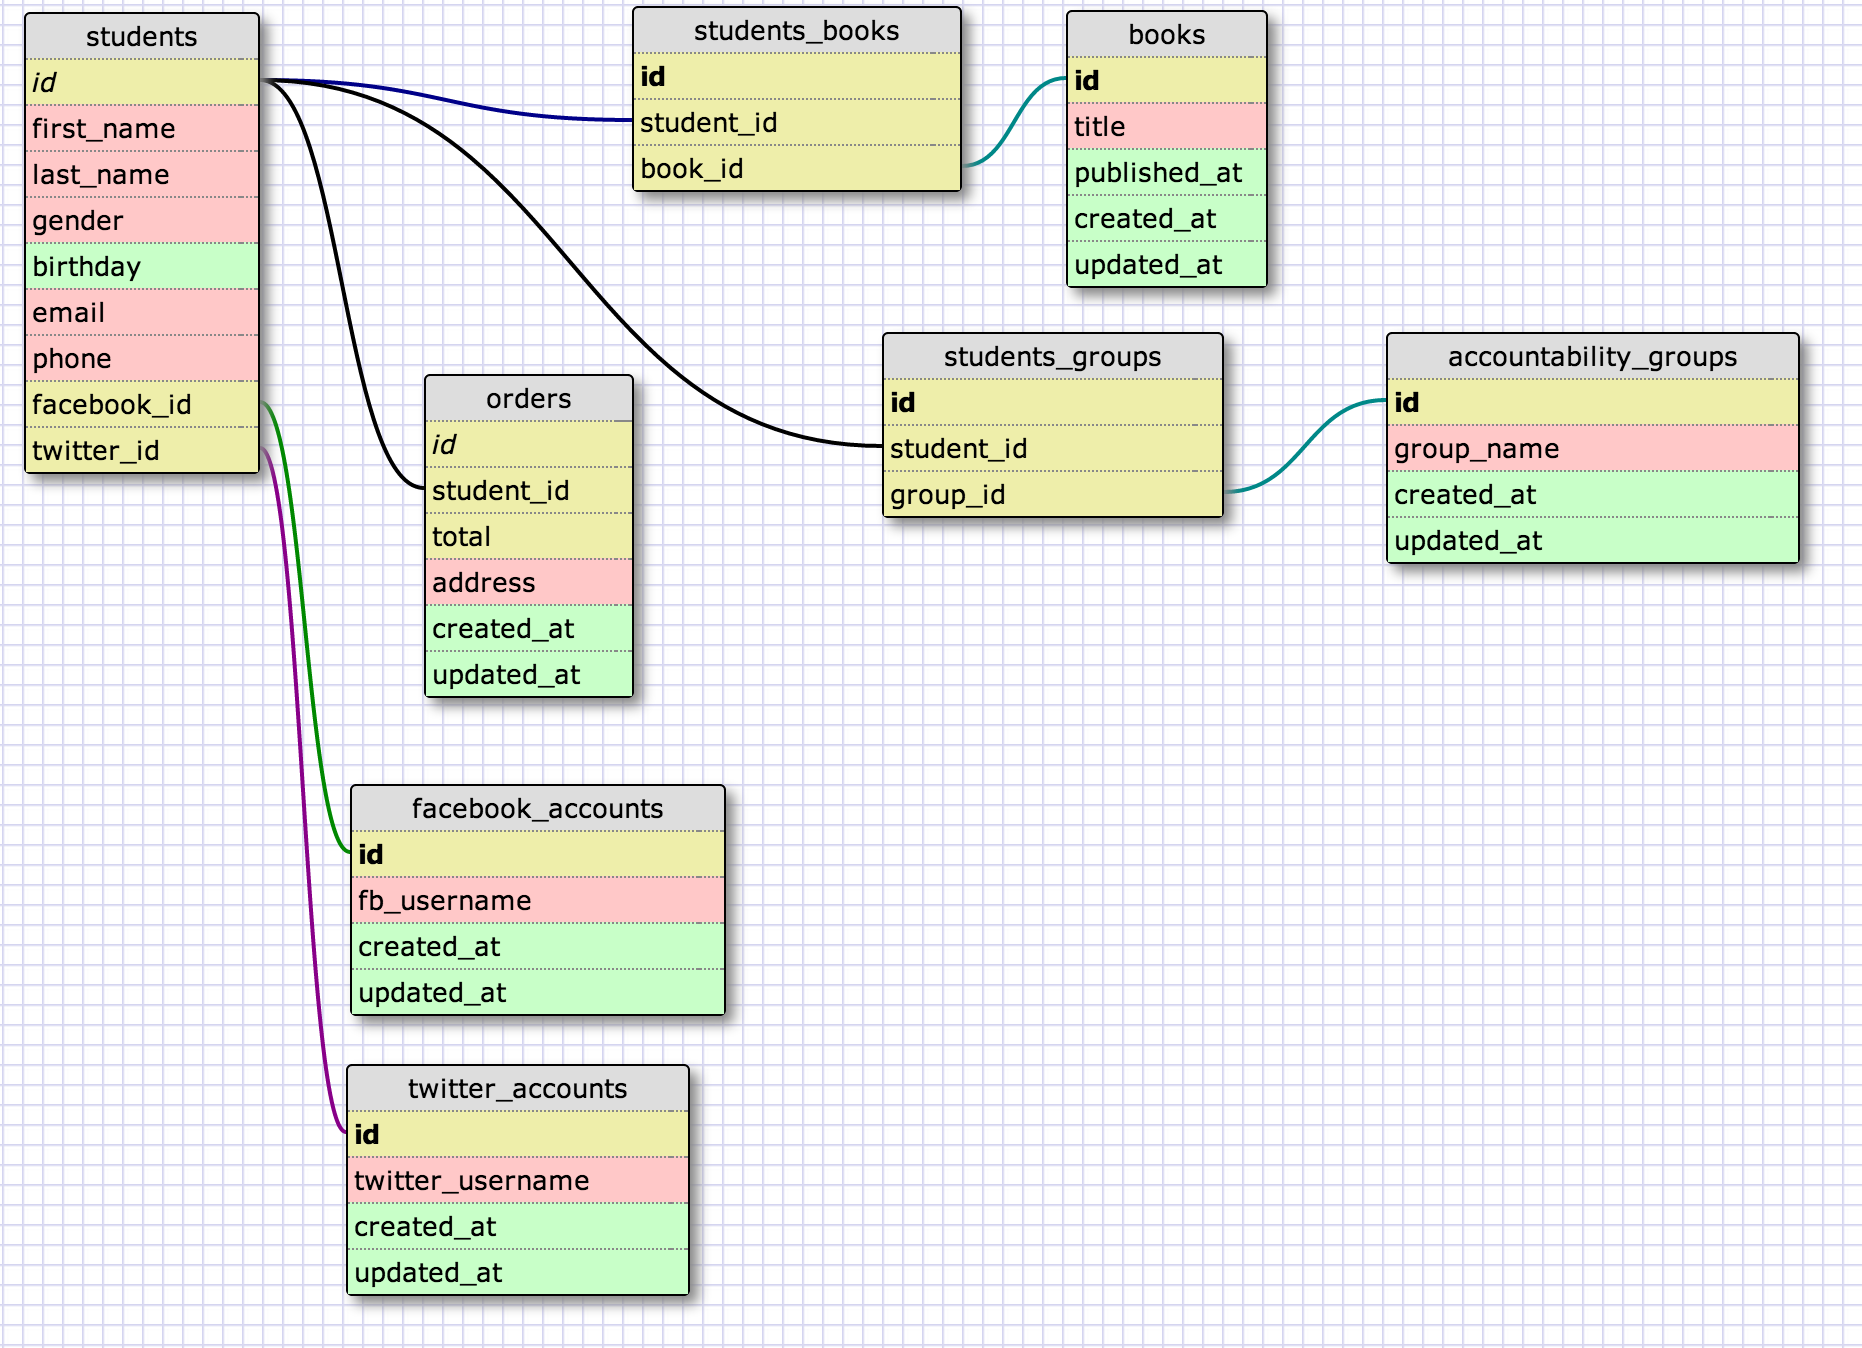 students
id
first_name
last_name
gender
birthday
email
phone
facebook_id
twitter_id
students_books
id
student_id
book_id
books
id
title
published_at
created_at
updated_at
orders
id
student_id
total
address
created_at
updated_at
students_groups
id
student_id
group_id
accountability_groups
id
group_name
created_at
updated_at
facebook_accounts
id
fb_username
created_at
updated_at
twitter_accounts
id
twitter_username
created_at
updated_at